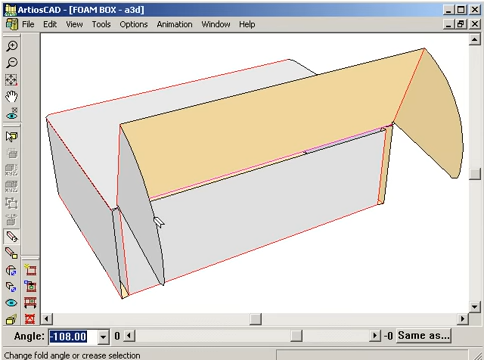 ArtiosCAD - [FOAM BOX - a3d]
File Edit View Tools Options Animation Window Help
Angle: -108.00 0 -0 Same as...
Change fold angle or crease selection